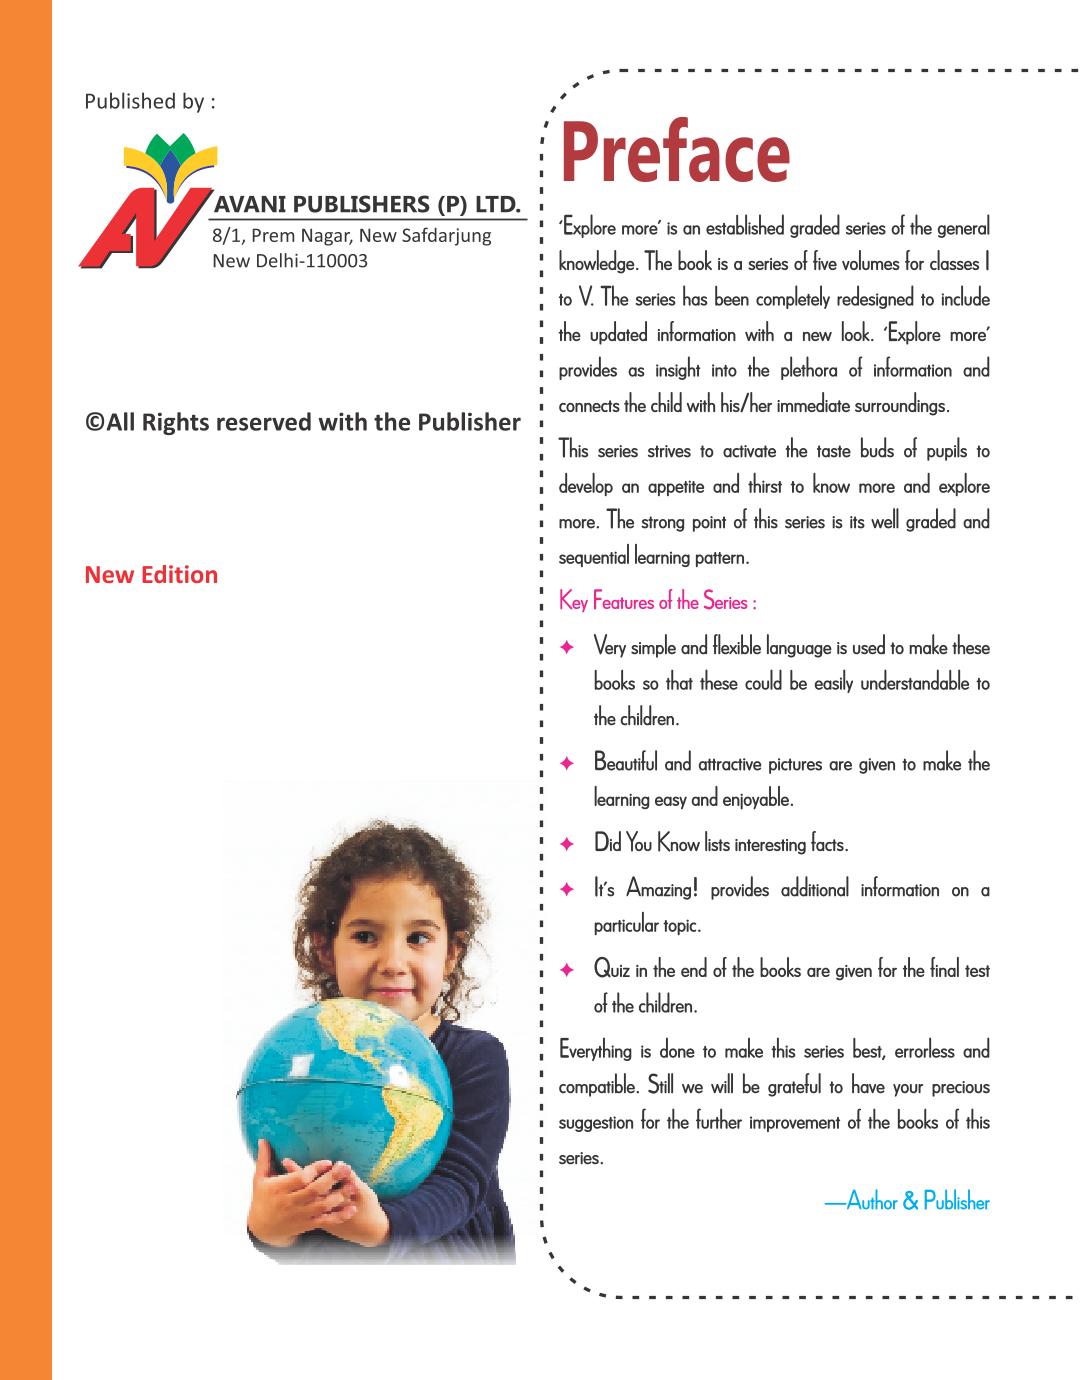 Published by :
AV
AVANI PUBLISHERS (P) LTD.
8/1, Prem Nagar, New Safdarjung
New Delhi-110003
©All Rights reserved with the Publisher
New Edition
Preface
‘Explore more’ is an established graded series of the general
knowledge. The book is a series of five volumes for classes I
to V. The series has been completely redesigned to include
the updated information with a new look. ‘Explore more’
provides as insight into the plethora of information and
connects the child with his/her immediate surroundings.
This series strives to activate the taste buds of pupils to
develop an appetite and thirst to know more and explore
more. The strong point of this series is its well graded and
sequential learning pattern.
Key Features of the Series :
✦ Very simple and flexible language is used to make these
books so that these could be easily understandable to
the children.
✦ Beautiful and attractive pictures are given to make the
learning easy and enjoyable.
✦ Did You Know lists interesting facts.
✦ It’s Amazing! provides additional information on a
particular topic.
✦ Quiz in the end of the books are given for the final test
of the children.
Everything is done to make this series best, errorless and
compatible. Still we will be grateful to have your precious
suggestion for the further improvement of the books of this
series.
—Author & Publisher